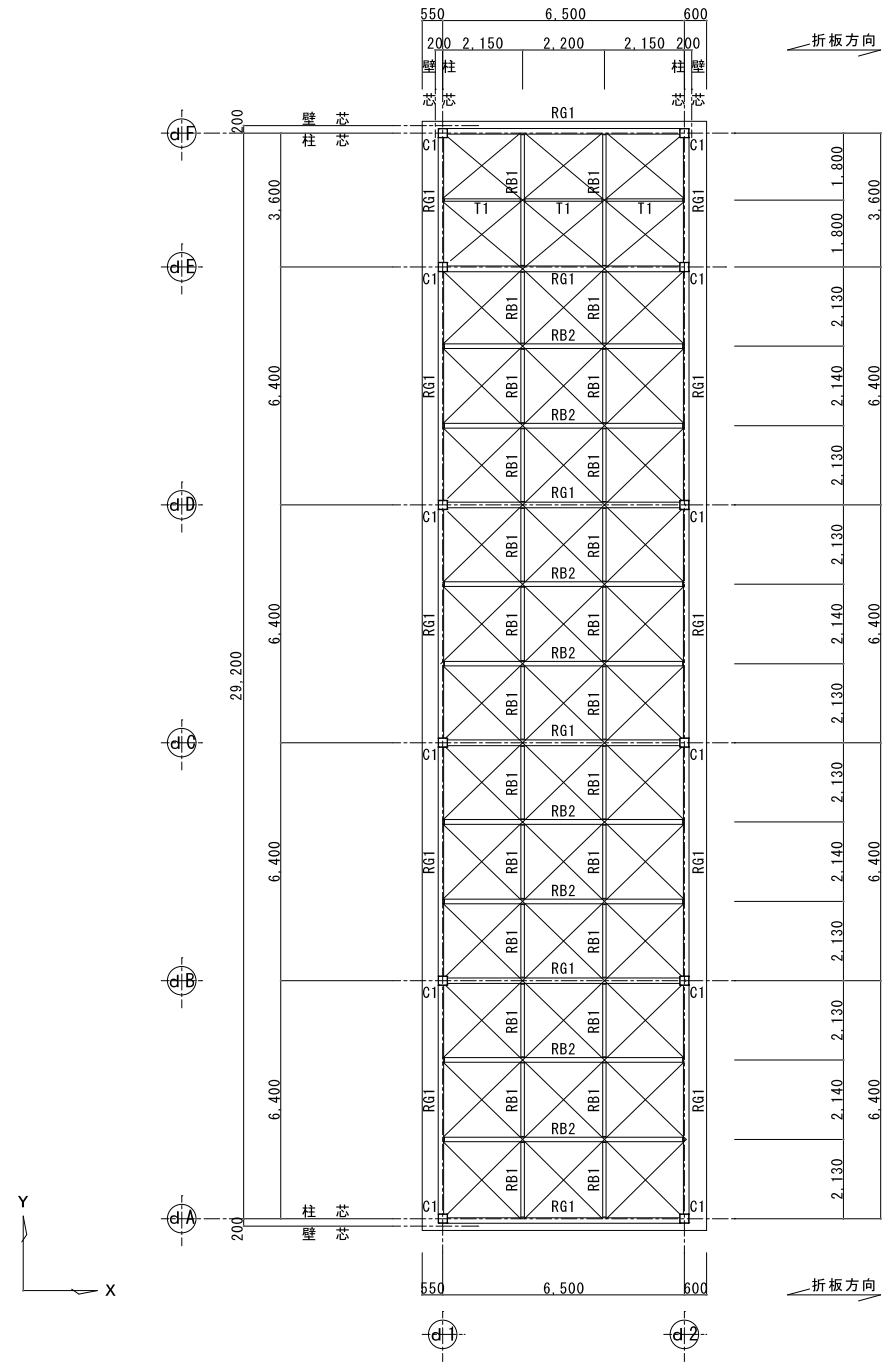 550 6,500 600
200 2,150 2,200 2,150 200
折板方向
壁 柱 柱 壁
芯 芯 芯 芯
RG1
200
壁 芯
柱 芯
dF
C1 C1
3,600 RG1 RB1 RB1 RG1 1,800 3,600
T1 T1 T1
1,800
dE
C1 RG1 C1
RB1 RB1 2,130
RB2
6,400 RG1 RB1 RB1 RG1 2,140 6,400
RB2
RB1 RB1 2,130
RG1
dD
C1 C1
RB1 RB1 2,130
RB2
6,400 RG1 RB1 RB1 RG1 2,140 6,400
RB2
29,200
RB1 RB1 2,130
RG1
dC
C1 C1
RB1 RB1 2,130
RB2
6,400 RG1 RB1 RB1 RG1 2,140 6,400
RB2
RB1 RB1 2,130
RG1
dB
C1 C1
RB1 RB1 2,130
RB2
6,400 RG1 RB1 RB1 RG1 2,140 6,400
RB2
RB1 RB1 2,130
C1 RG1 C1
dA
柱 芯
壁 芯
200
Y
X
550 6,500 600
折板方向
d1 d2